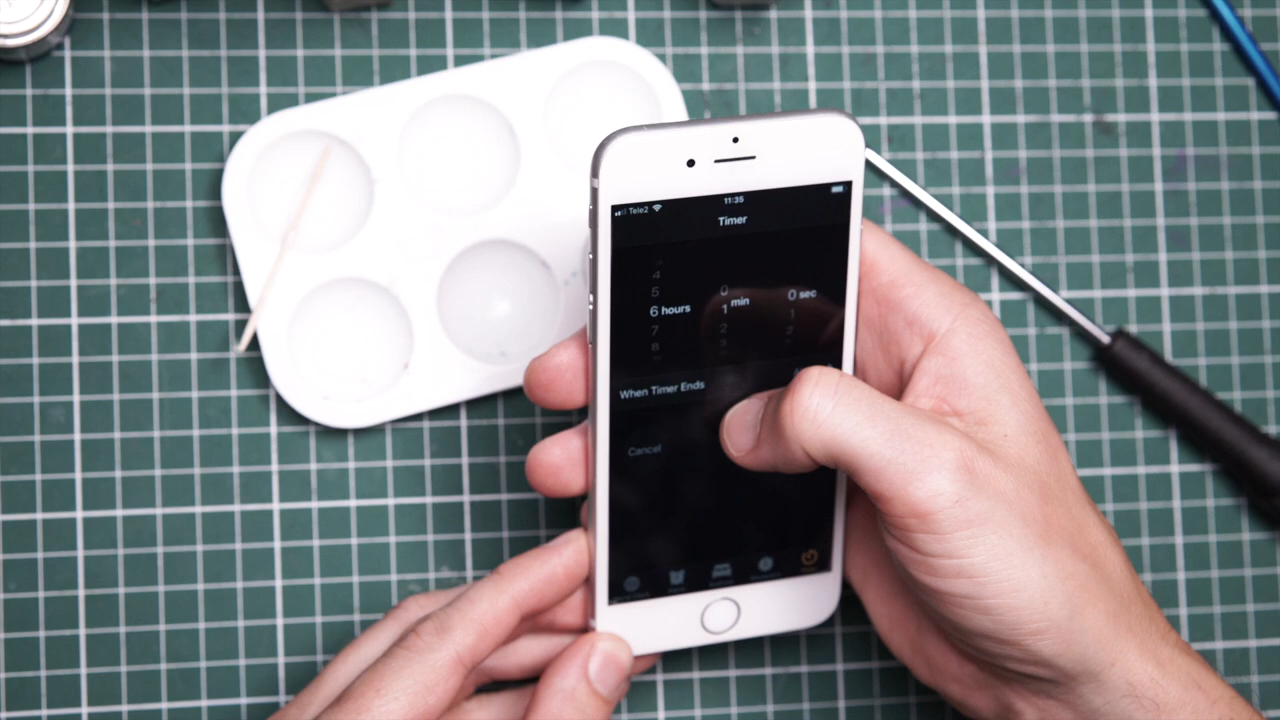 Tele2 11:35
Timer
4
5 0
6 hours 1 min 0 sec
7 2 1
8 3 2
When Timer Ends
Cancel